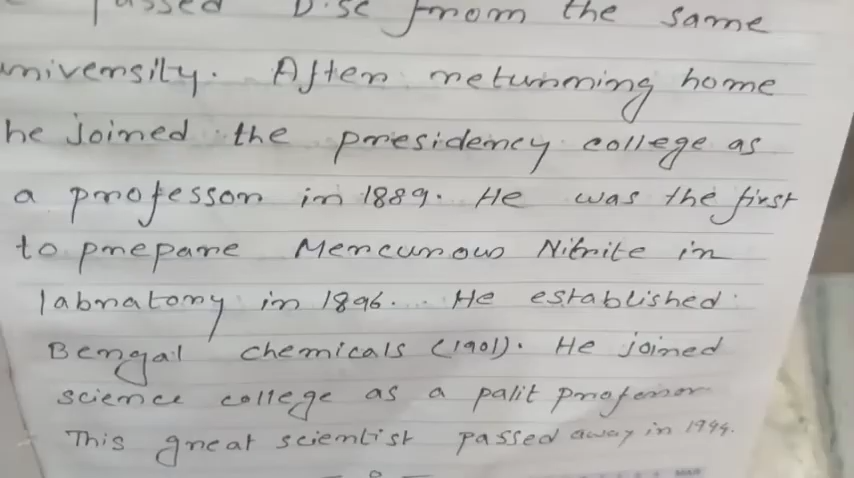 passed D.sc from the same
university. After returning home
he joined the presidency college as
a professor in 1889. He was the first
to prepare Mercurous Nitrite in
labratory in 1896. He established
Bengal chemicals (1901). He joined
science college as a palit professor
This great scientist passed away in 1944.